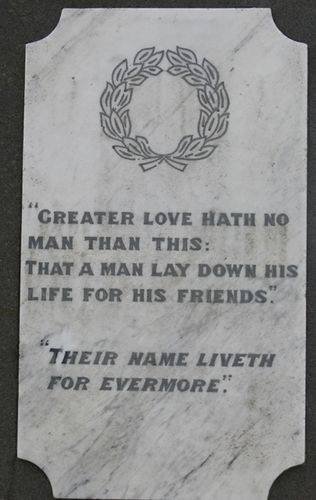 "GREATER LOVE HATH NO
MAN THAN THIS:
THAT A MAN LAY DOWN HIS
LIFE FOR HIS FRIENDS."
"THEIR NAME LIVETH
FOR EVERMORE."